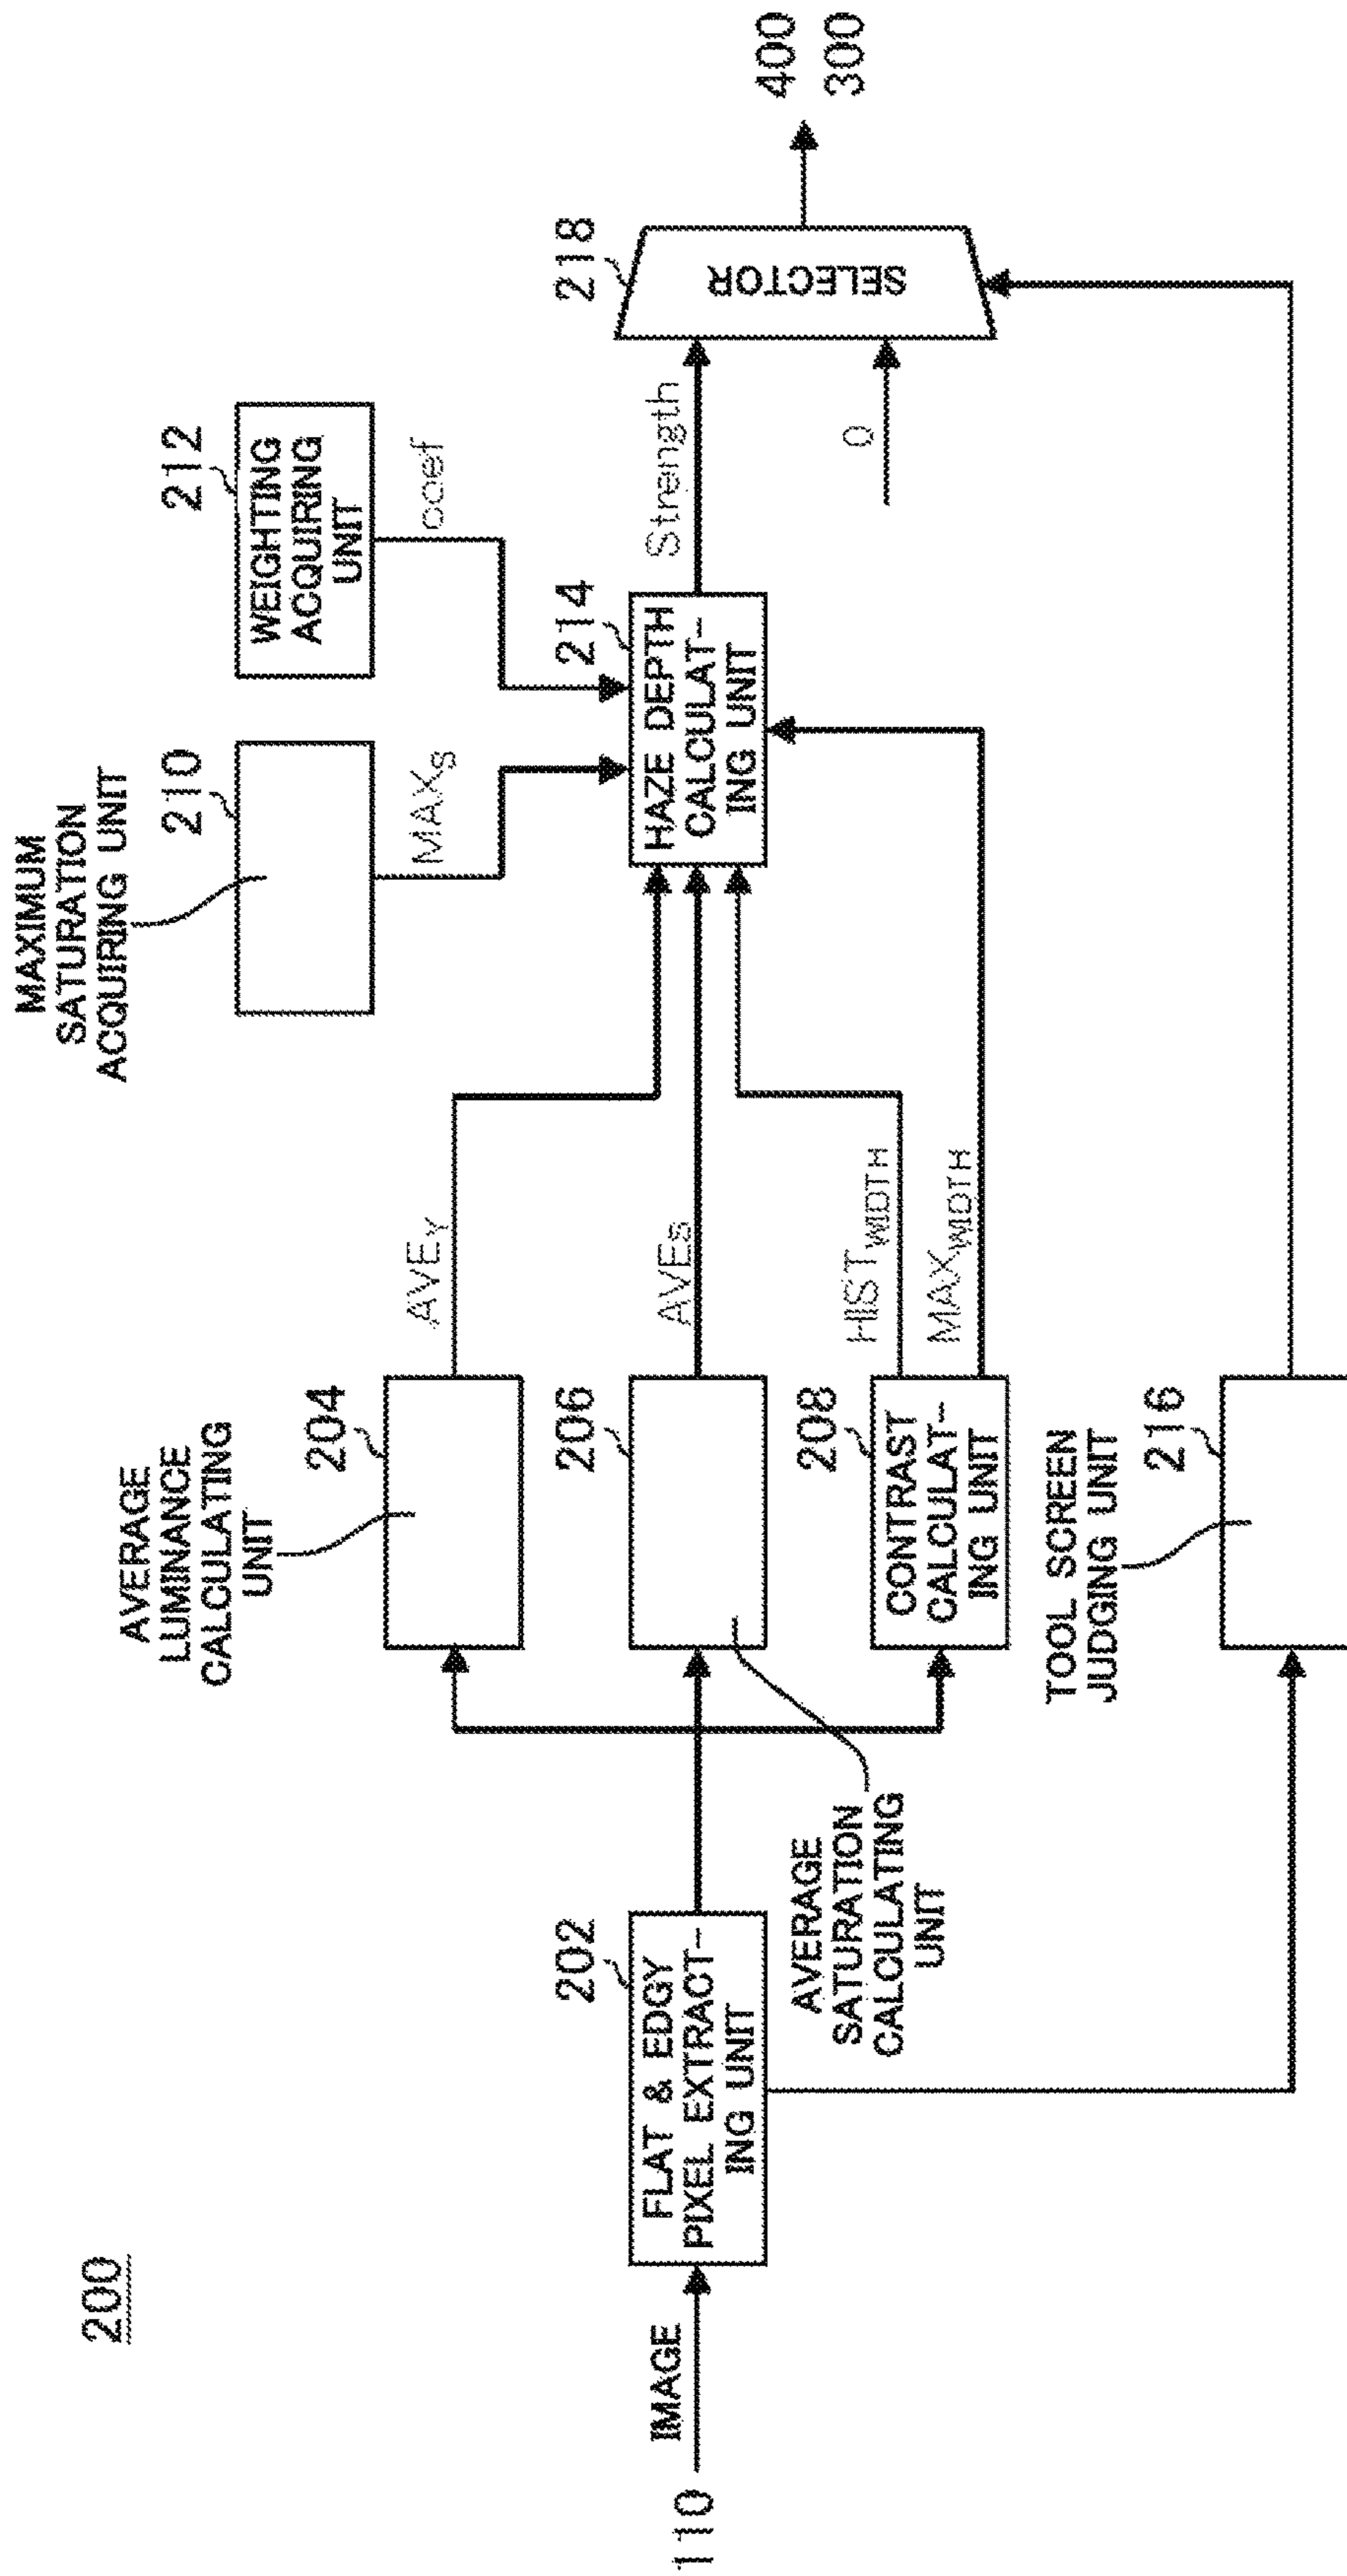 200
110
IMAGE
202
FLAT & EDGY
PIXEL EXTRACT-
ING UNIT
AVERAGE
LUMINANCE
CALCULATING
UNIT
204
AVERAGE
SATURATION
CALCULATING
UNIT
206
208
CONTRAST
CALCULAT-
ING UNIT
TOOL SCREEN
JUDGING UNIT
216
AVEY
AVES
HISTWIDTH
MAXWIDTH
MAXIMUM
SATURATION
ACQUIRING UNIT
210
MAXS
212
WEIGHTING
ACQUIRING
UNIT
coef
214
HAZE DEPTH
CALCULAT-
ING UNIT
Strength
0
218
SELECTOR
400
300